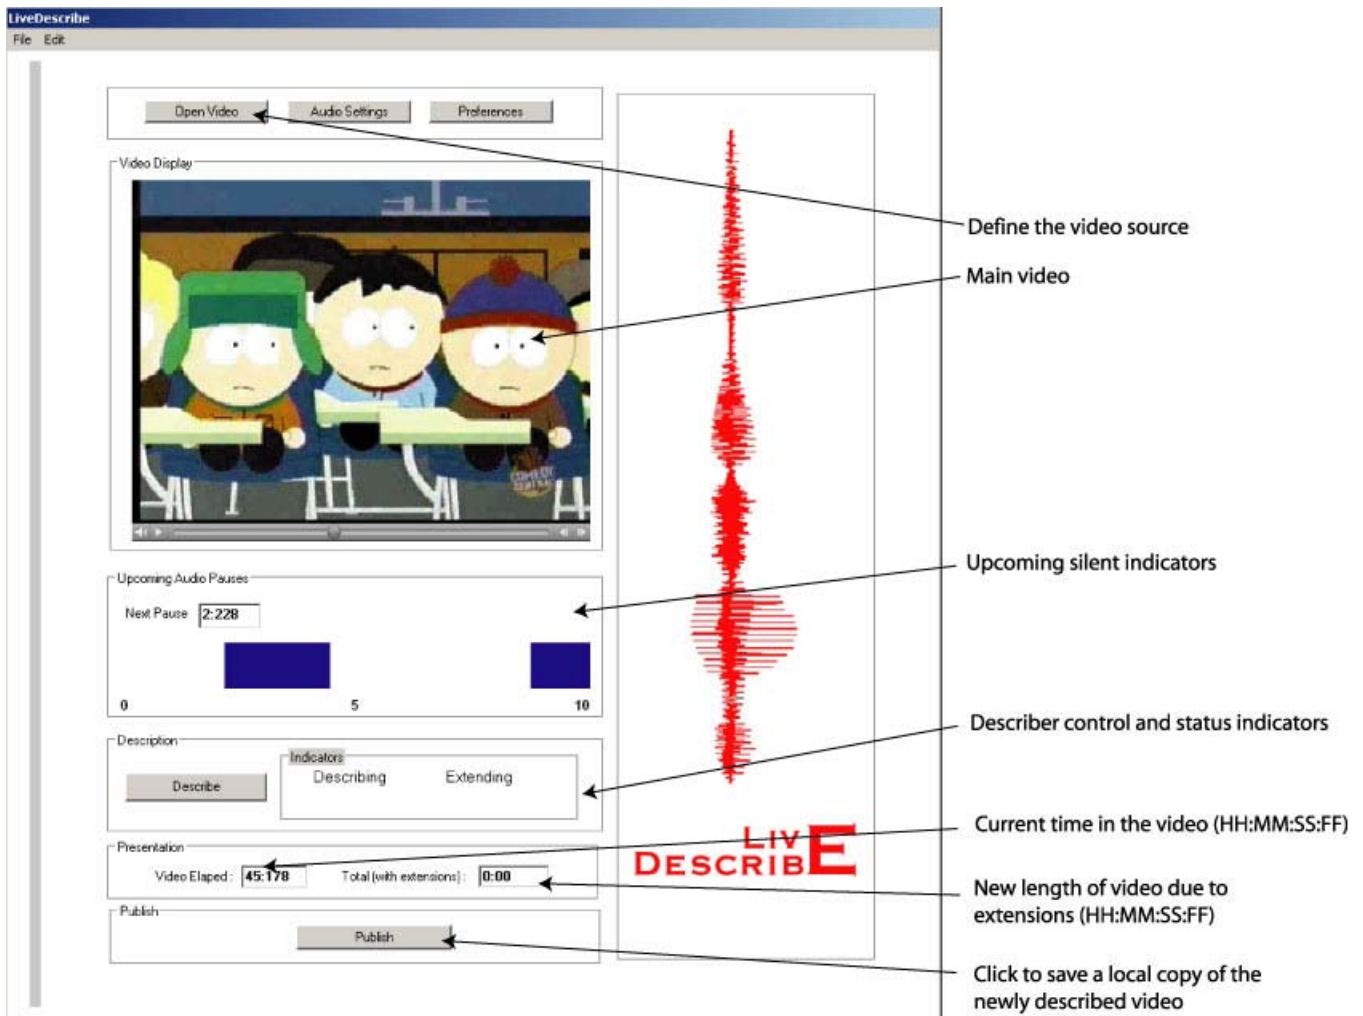 LiveDescribe
File Edit
Open Video Audio Settings Preferences
Video Display
COMEDY
CENTRAL
Upcoming Audio Pauses
Next Pause 2:228
0 5 10
Description
Describe
Indicators
Describing Extending
Presentation
Video Elaped : 45:178 Total (with extensions) : 0:00
Publish
Publish
LIVE
DESCRIBE
Define the video source
Main video
Upcoming silent indicators
Describer control and status indicators
Current time in the video (HH:MM:SS:FF)
New length of video due to
extensions (HH:MM:SS:FF)
Click to save a local copy of the
newly described video